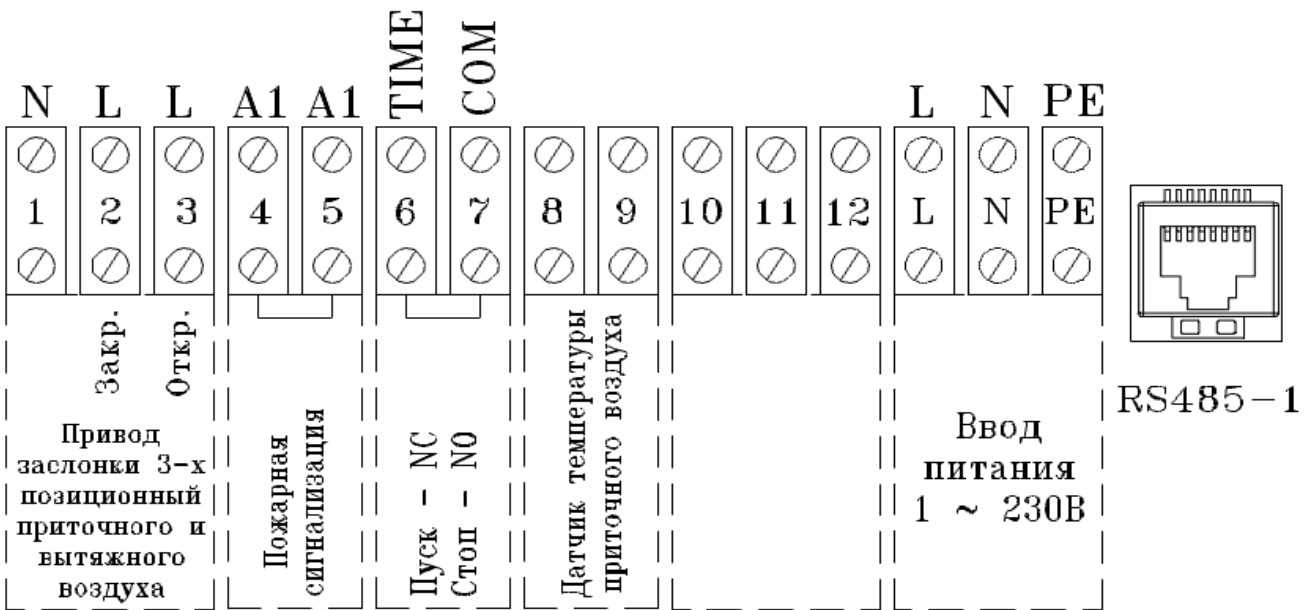 N L L A1 A1 TIME COM L N PE
1 2 3 4 5 6 7 8 9 10 11 12 L N PE
Закр.
Откр.
Привод
заслонки 3-х
позиционный
приточного и
вытяжного
воздуха
Пожарная
сигнализация
Пуск - NC
Стоп - NO
Датчик температуры
приточного воздуха
Ввод
питания
1 ~ 230В
RS485-1